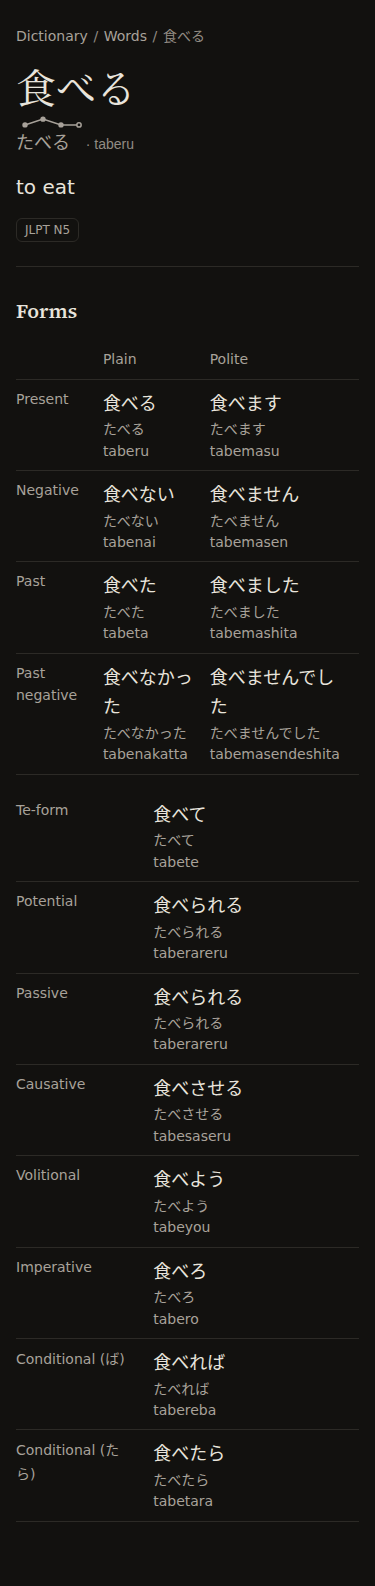 Dictionary / Words / 食べる
食べる
たべる · taberu
to eat
JLPT N5
Forms
Plain Polite
Present 食べる 食べます
たべる たべます
taberu tabemasu
Negative 食べない 食べません
たべない たべません
tabenai tabemasen
Past 食べた 食べました
たべた たべました
tabeta tabemashita
Past 食べなかっ 食べませんでし
negative た た
たべなかった たべませんでした
tabenakatta tabemasendeshita
Te-form 食べて
たべて
tabete
Potential 食べられる
たべられる
taberareru
Passive 食べられる
たべられる
taberareru
Causative 食べさせる
たべさせる
tabesaseru
Volitional 食べよう
たべよう
tabeyou
Imperative 食べろ
たべろ
tabero
Conditional (ば) 食べれば
たべれば
tabereba
Conditional (た 食べたら
ら) たべたら
tabetara